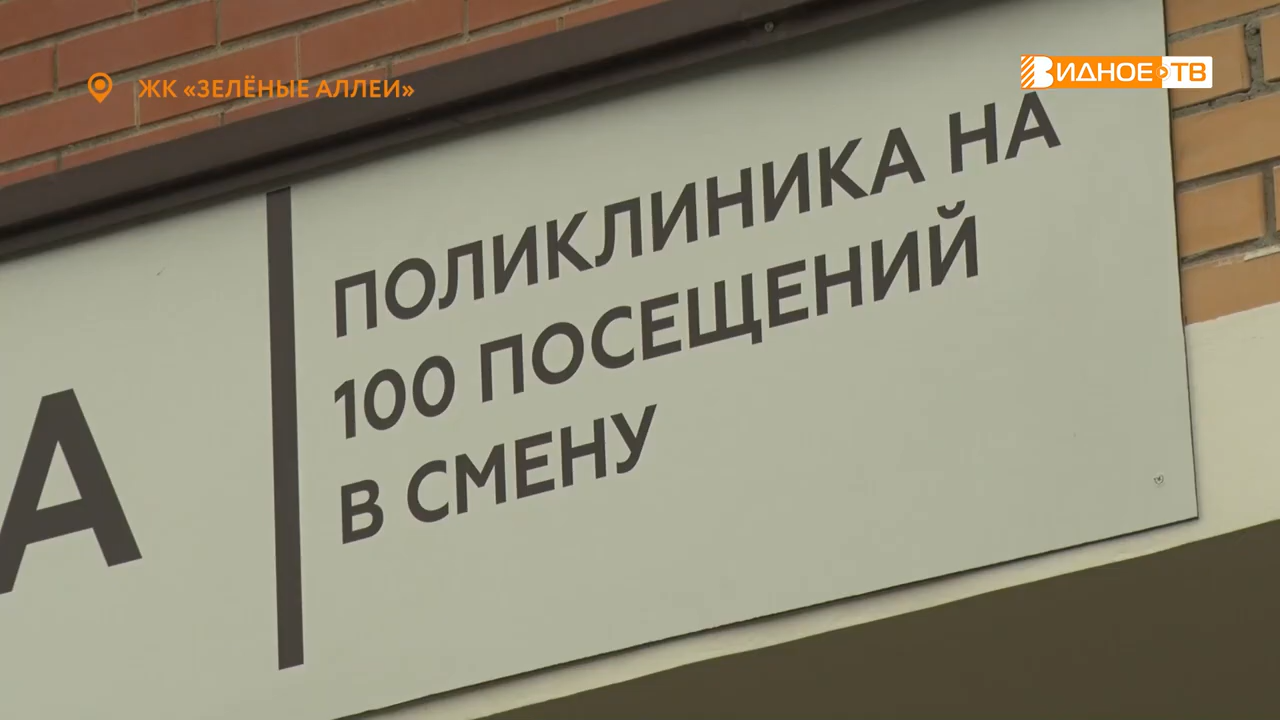 ЖК «ЗЕЛЁНЫЕ АЛЛЕИ»
ВИДНОЕ ТВ
ПОЛИКЛИНИКА НА
100 ПОСЕЩЕНИЙ
В СМЕНУ
А